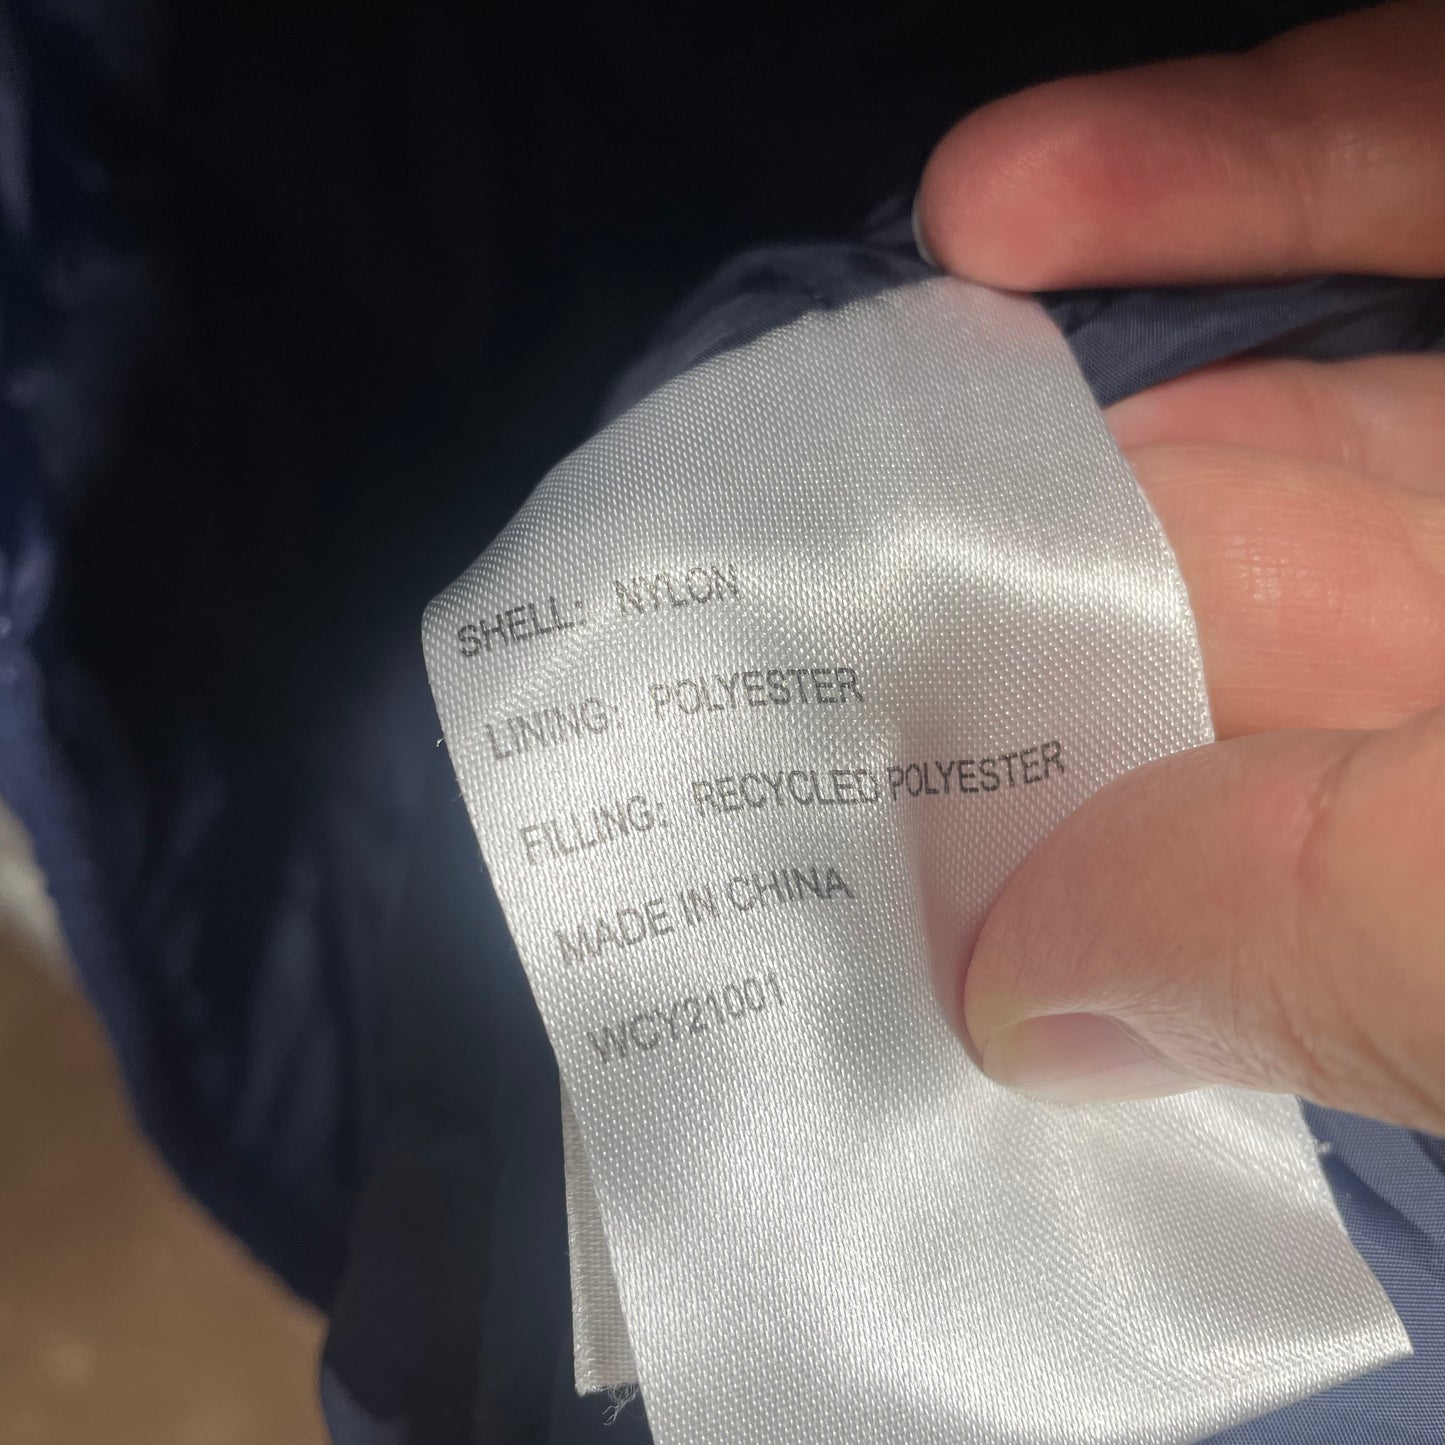 SHELL: NYLON
LINING: POLYESTER
FILLING: RECYCLED POLYESTER
MADE IN CHINA
WCY21001